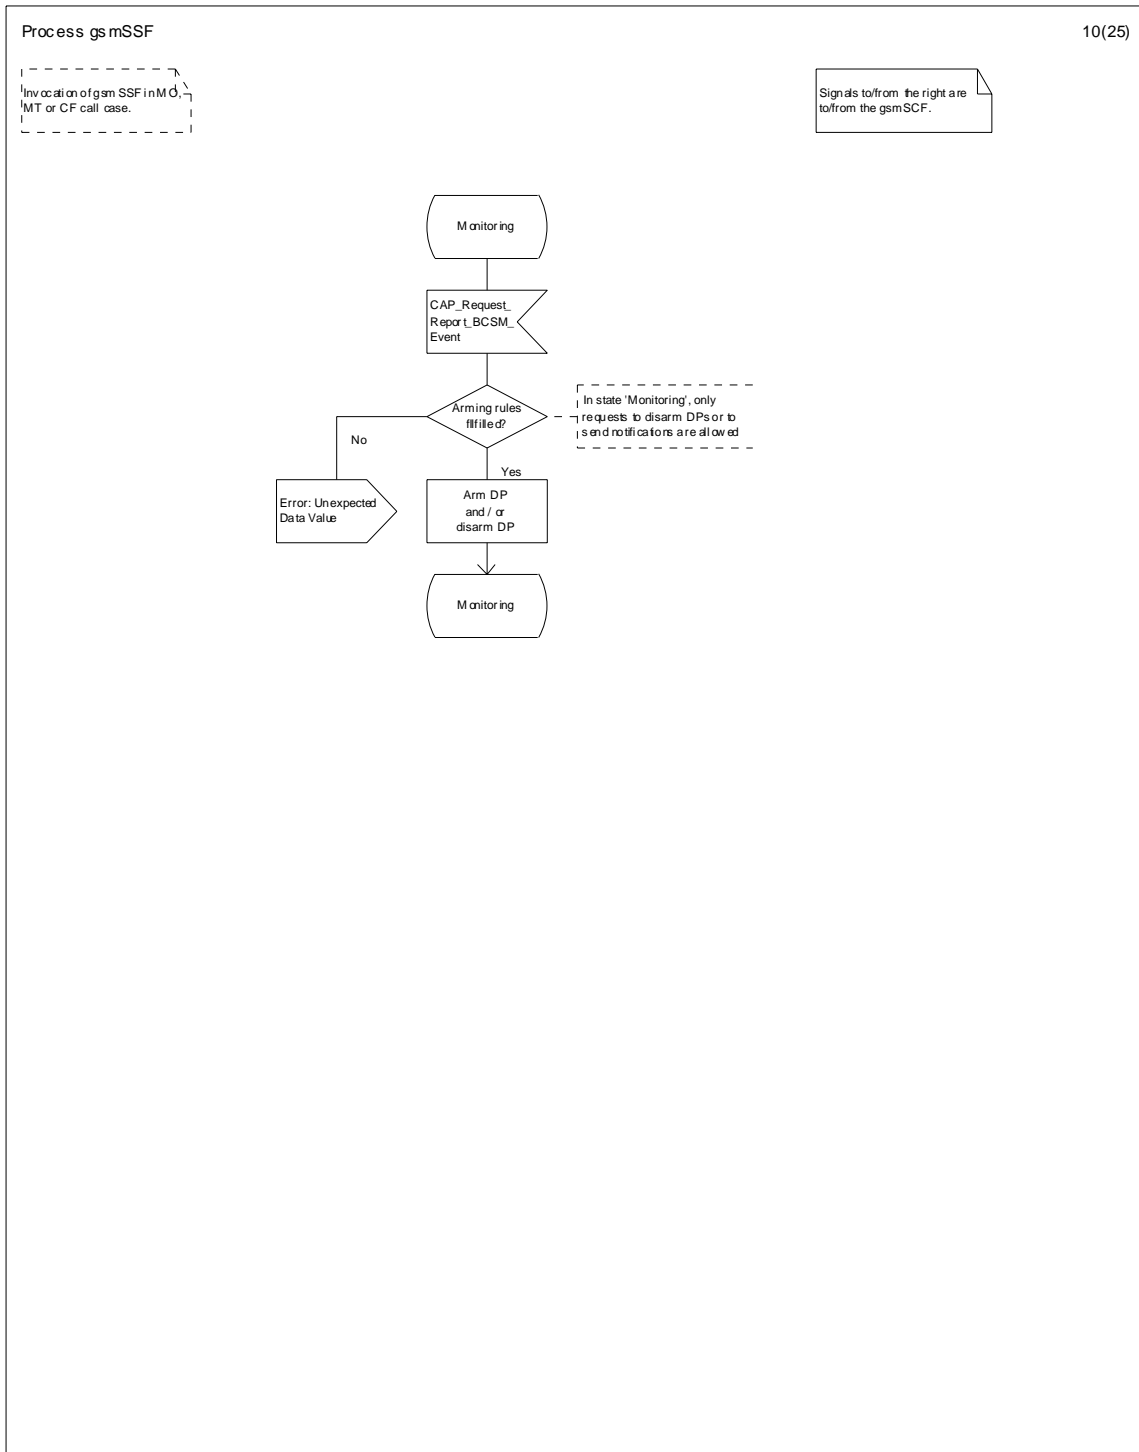 Process gsmSSF
10(25)
Invocation of gsmSSF in MO,
MT or CF call case.
Signals to/from the right are
to/from the gsmSCF.
Monitoring
CAP_Request_
Report_BCSM_
Event
Arming rules
flfilled?
In state 'Monitoring', only
requests to disarm DPs or to
send notifications are allowed
No
Yes
Error: Unexpected
Data Value
Arm DP
and / or
disarm DP
Monitoring